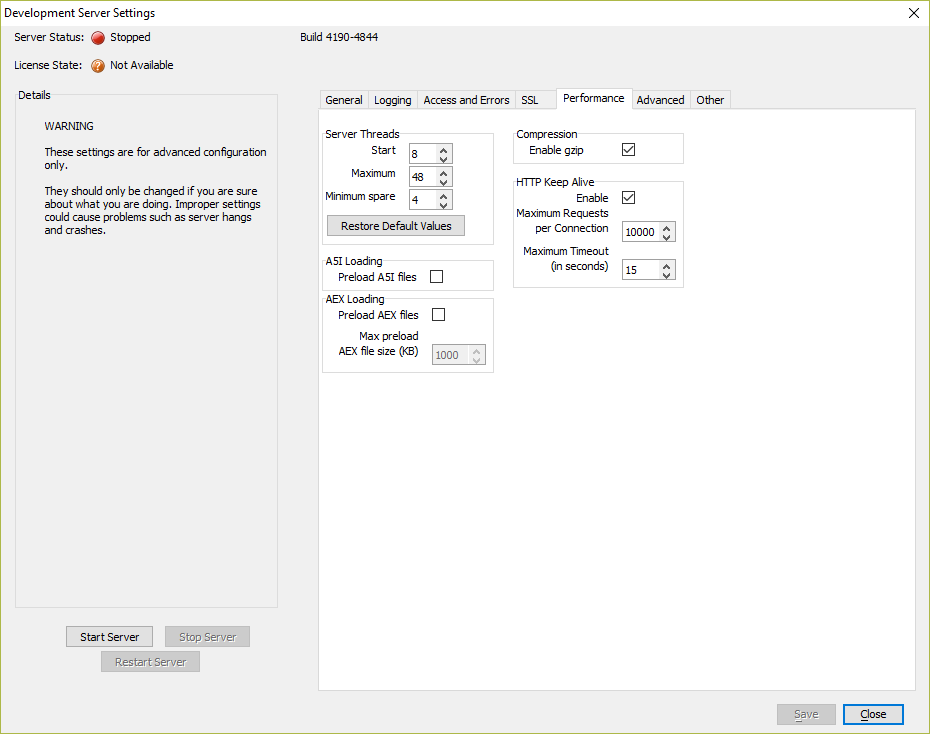 Development Server Settings
Server Status: Stopped
Build 4190-4844
License State: ? Not Available
Details
WARNING
These settings are for advanced configuration
only.
They should only be changed if you are sure
about what you are doing. Improper settings
could cause problems such as server hangs
and crashes.
Start Server
Stop Server
Restart Server
General Logging Access and Errors SSL Performance Advanced Other
Server Threads
Start 8
Maximum 48
Minimum spare 4
Restore Default Values
A5I Loading
Preload A5I files
AEX Loading
Preload AEX files
Max preload
AEX file size (KB) 1000
Compression
Enable gzip
HTTP Keep Alive
Enable
Maximum Requests
per Connection 10000
Maximum Timeout
(in seconds) 15
Save
Close